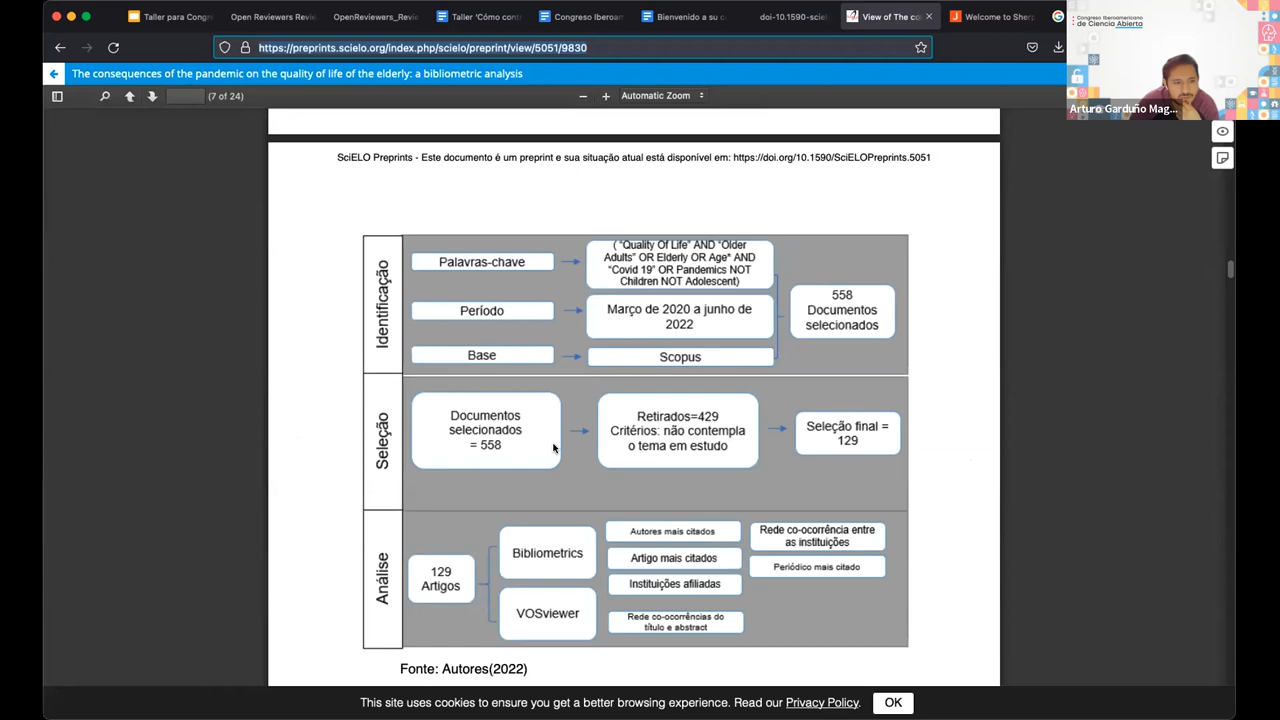 Taller para Congr
Open Reviewers Revi
OpenReviewers_Revie
Taller 'Cómo contr
Congreso Iberoam
Bienvenido a su c
doi-10.1590-sciel
View of The co
Welcome to Sherp
https://preprints.scielo.org/index.php/scielo/preprint/view/5051/9830
The consequences of the pandemic on the quality of life of the elderly: a bibliometric analysis
(7 of 24)
Automatic Zoom
Congreso Iberoamericano
de Ciencia Abierta
Arturo Garduño Mag...
SciELO Preprints - Este documento é um preprint e sua situação atual está disponível em: https://doi.org/10.1590/SciELOPreprints.5051
Identificação
Palavras-chave
( "Quality Of Life" AND "Older
Adults" OR Elderly OR Age* AND
"Covid 19" OR Pandemics NOT
Children NOT Adolescent)
Período
Março de 2020 a junho de
2022
Base
Scopus
558
Documentos
selecionados
Seleção
Documentos
selecionados
= 558
Retirados=429
Critérios: não contempla
o tema em estudo
Seleção final =
129
Análise
129
Artigos
Bibliometrics
VOSviewer
Autores mais citados
Artigo mais citados
Instituições afiliadas
Rede co-ocorrências do
título e abstract
Rede co-ocorrência entre
as instituições
Periódico mais citado
Fonte: Autores(2022)
This site uses cookies to ensure you get a better browsing experience. Read our Privacy Policy.
OK